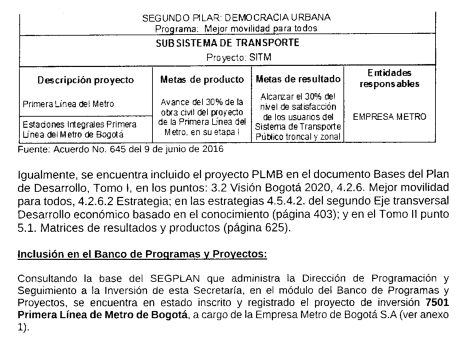 SEGUNDO PILAR: DEMOCRACIA URBANA
Programa: Mejor movilidad para todos
SUBSISTEMA DE TRANSPORTE
Proyecto: SITM
Descripción proyecto
Metas de producto
Metas de resultado
Entidades
responsables
Primera Línea del Metro
Estaciones Integrales Primera
Línea del Metro de Bogotá
Avance del 30% de la
obra civil del proyecto
de la Primera Línea del
Metro, en su etapa I
Alcanzar el 30% del
nivel de satisfacción
de los usuarios del
Sistema de Transporte
Público troncal y zonal
EMPRESA METRO
Fuente: Acuerdo No. 645 del 9 de junio de 2016
Igualmente, se encuentra incluido el proyecto PLMB en el documento Bases del Plan
de Desarrollo, Tomo I, en los puntos: 3.2 Visión Bogotá 2020, 4.2.6. Mejor movilidad
para todos, 4.2.6.2 Estrategia; en las estrategias 4.5.4.2. del segundo Eje transversal
Desarrollo económico basado en el conocimiento (página 403); y en el Tomo II punto
5.1. Matrices de resultados y productos (página 625).
Inclusión en el Banco de Programas y Proyectos:
Consultando la base del SEGPLAN que administra la Dirección de Programación y
Seguimiento a la Inversión de esta Secretaría, en el módulo del Banco de Programas y
Proyectos, se encuentra en estado inscrito y registrado el proyecto de inversión 7501
Primera Línea de Metro de Bogotá, a cargo de la Empresa Metro de Bogotá S.A (ver anexo
1).